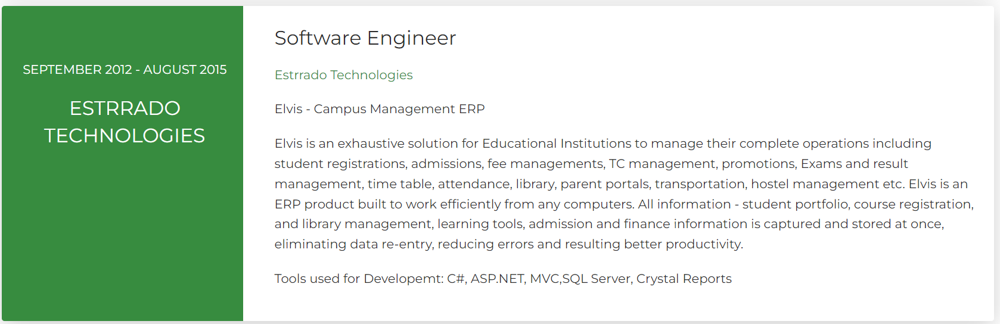 SEPTEMBER 2012 - AUGUST 2015
ESTRRADO
TECHNOLOGIES
Software Engineer
Estrrado Technologies
Elvis - Campus Management ERP
Elvis is an exhaustive solution for Educational Institutions to manage their complete operations including
student registrations, admissions, fee managements, TC management, promotions, Exams and result
management, time table, attendance, library, parent portals, transportation, hostel management etc. Elvis is an
ERP product built to work efficiently from any computers. All information - student portfolio, course registration,
and library management, learning tools, admission and finance information is captured and stored at once,
eliminating data re-entry, reducing errors and resulting better productivity.
Tools used for Developemt: C#, ASP.NET, MVC,SQL Server, Crystal Reports